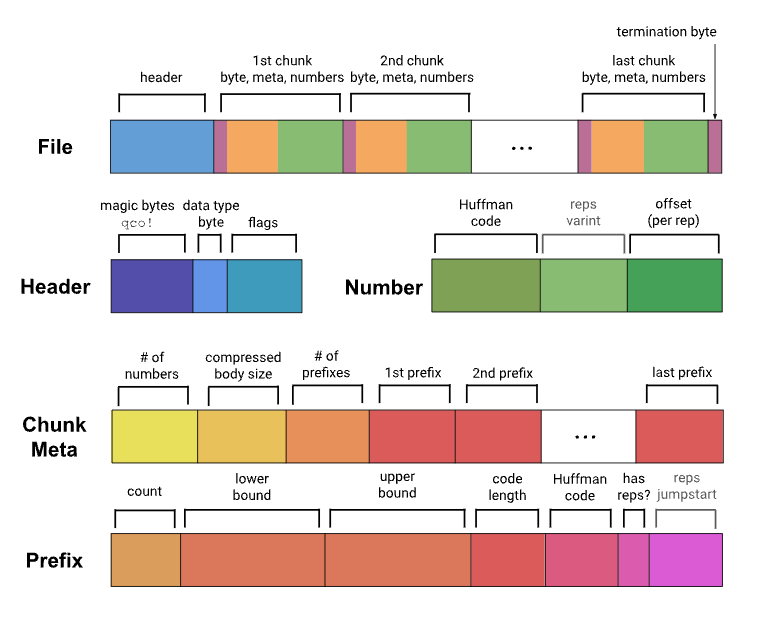 termination byte
header
1st chunk
byte, meta, numbers
2nd chunk
byte, meta, numbers
last chunk
byte, meta, numbers
File
...
magic bytes
qco!
data type
byte
flags
Header
Huffman
code
reps
varint
offset
(per rep)
Number
# of
numbers
compressed
body size
# of
prefixes
1st prefix
2nd prefix
last prefix
Chunk
Meta
...
count
lower
bound
upper
bound
code
length
Huffman
code
has
reps?
reps
jumpstart
Prefix